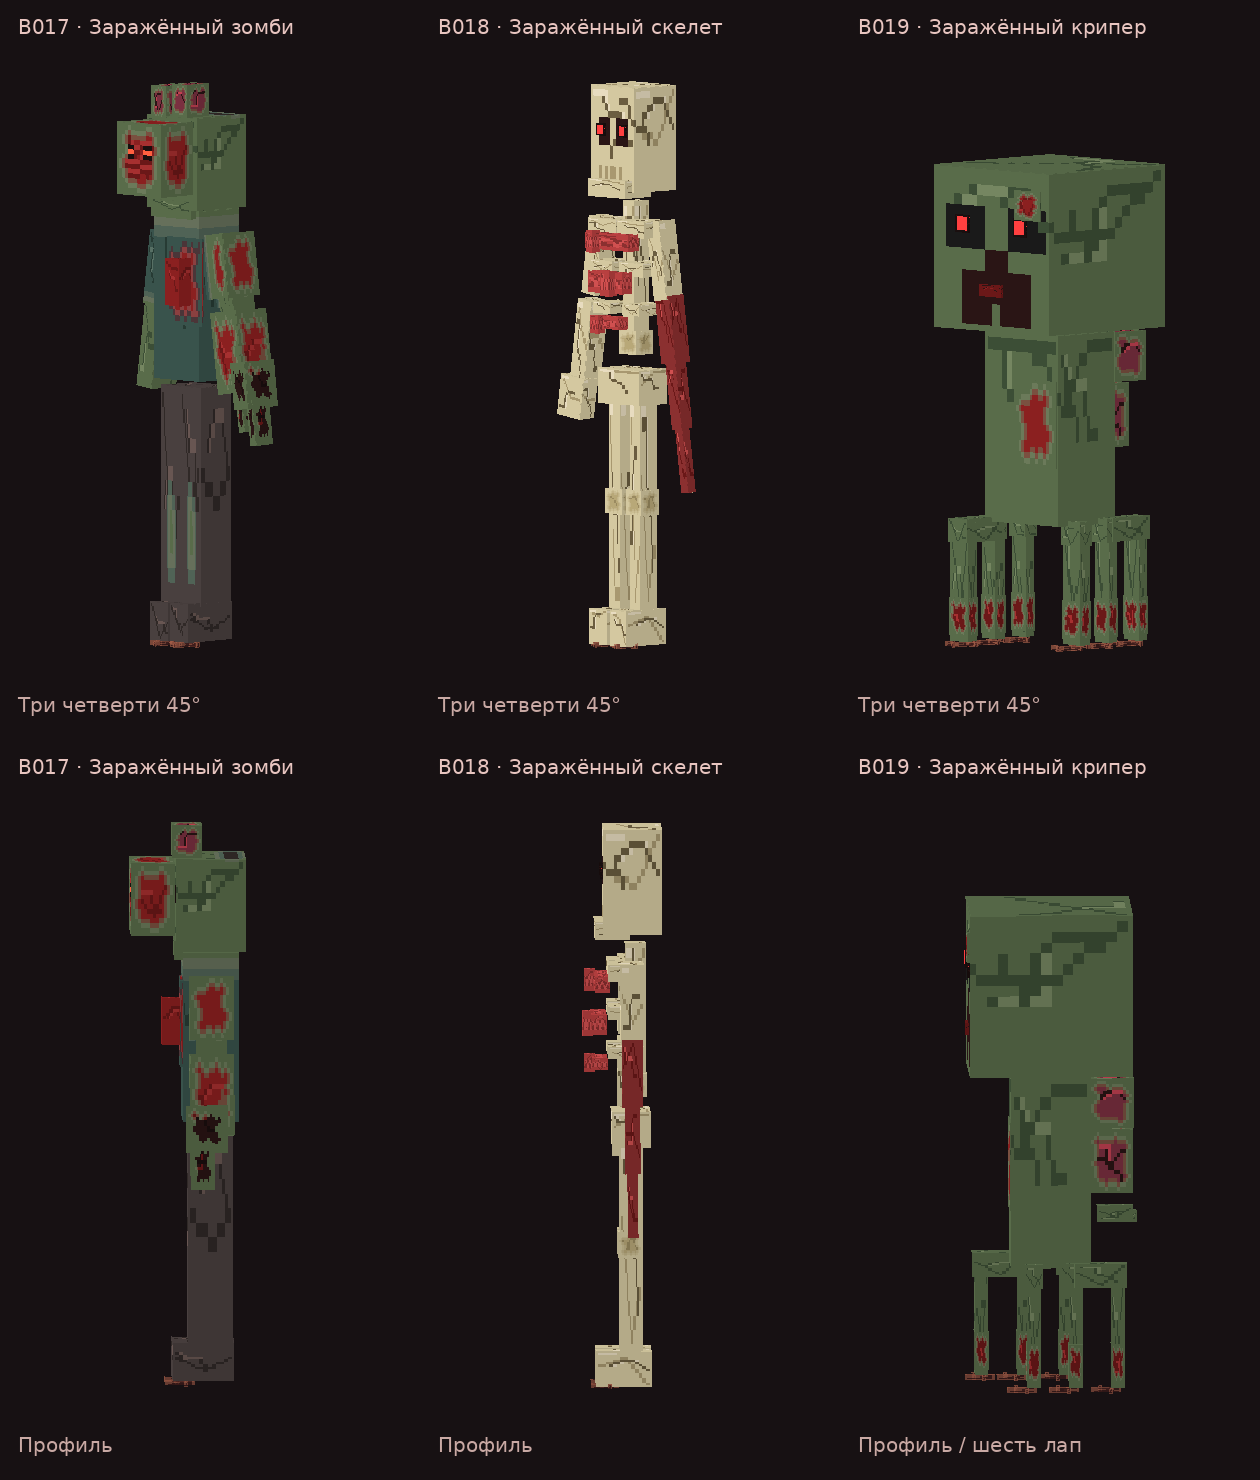 B017 · Заражённый зомби
B018 · Заражённый скелет
B019 · Заражённый крипер
Три четверти 45°
Три четверти 45°
Три четверти 45°
B017 · Заражённый зомби
B018 · Заражённый скелет
B019 · Заражённый крипер
Профиль
Профиль
Профиль / шесть лап